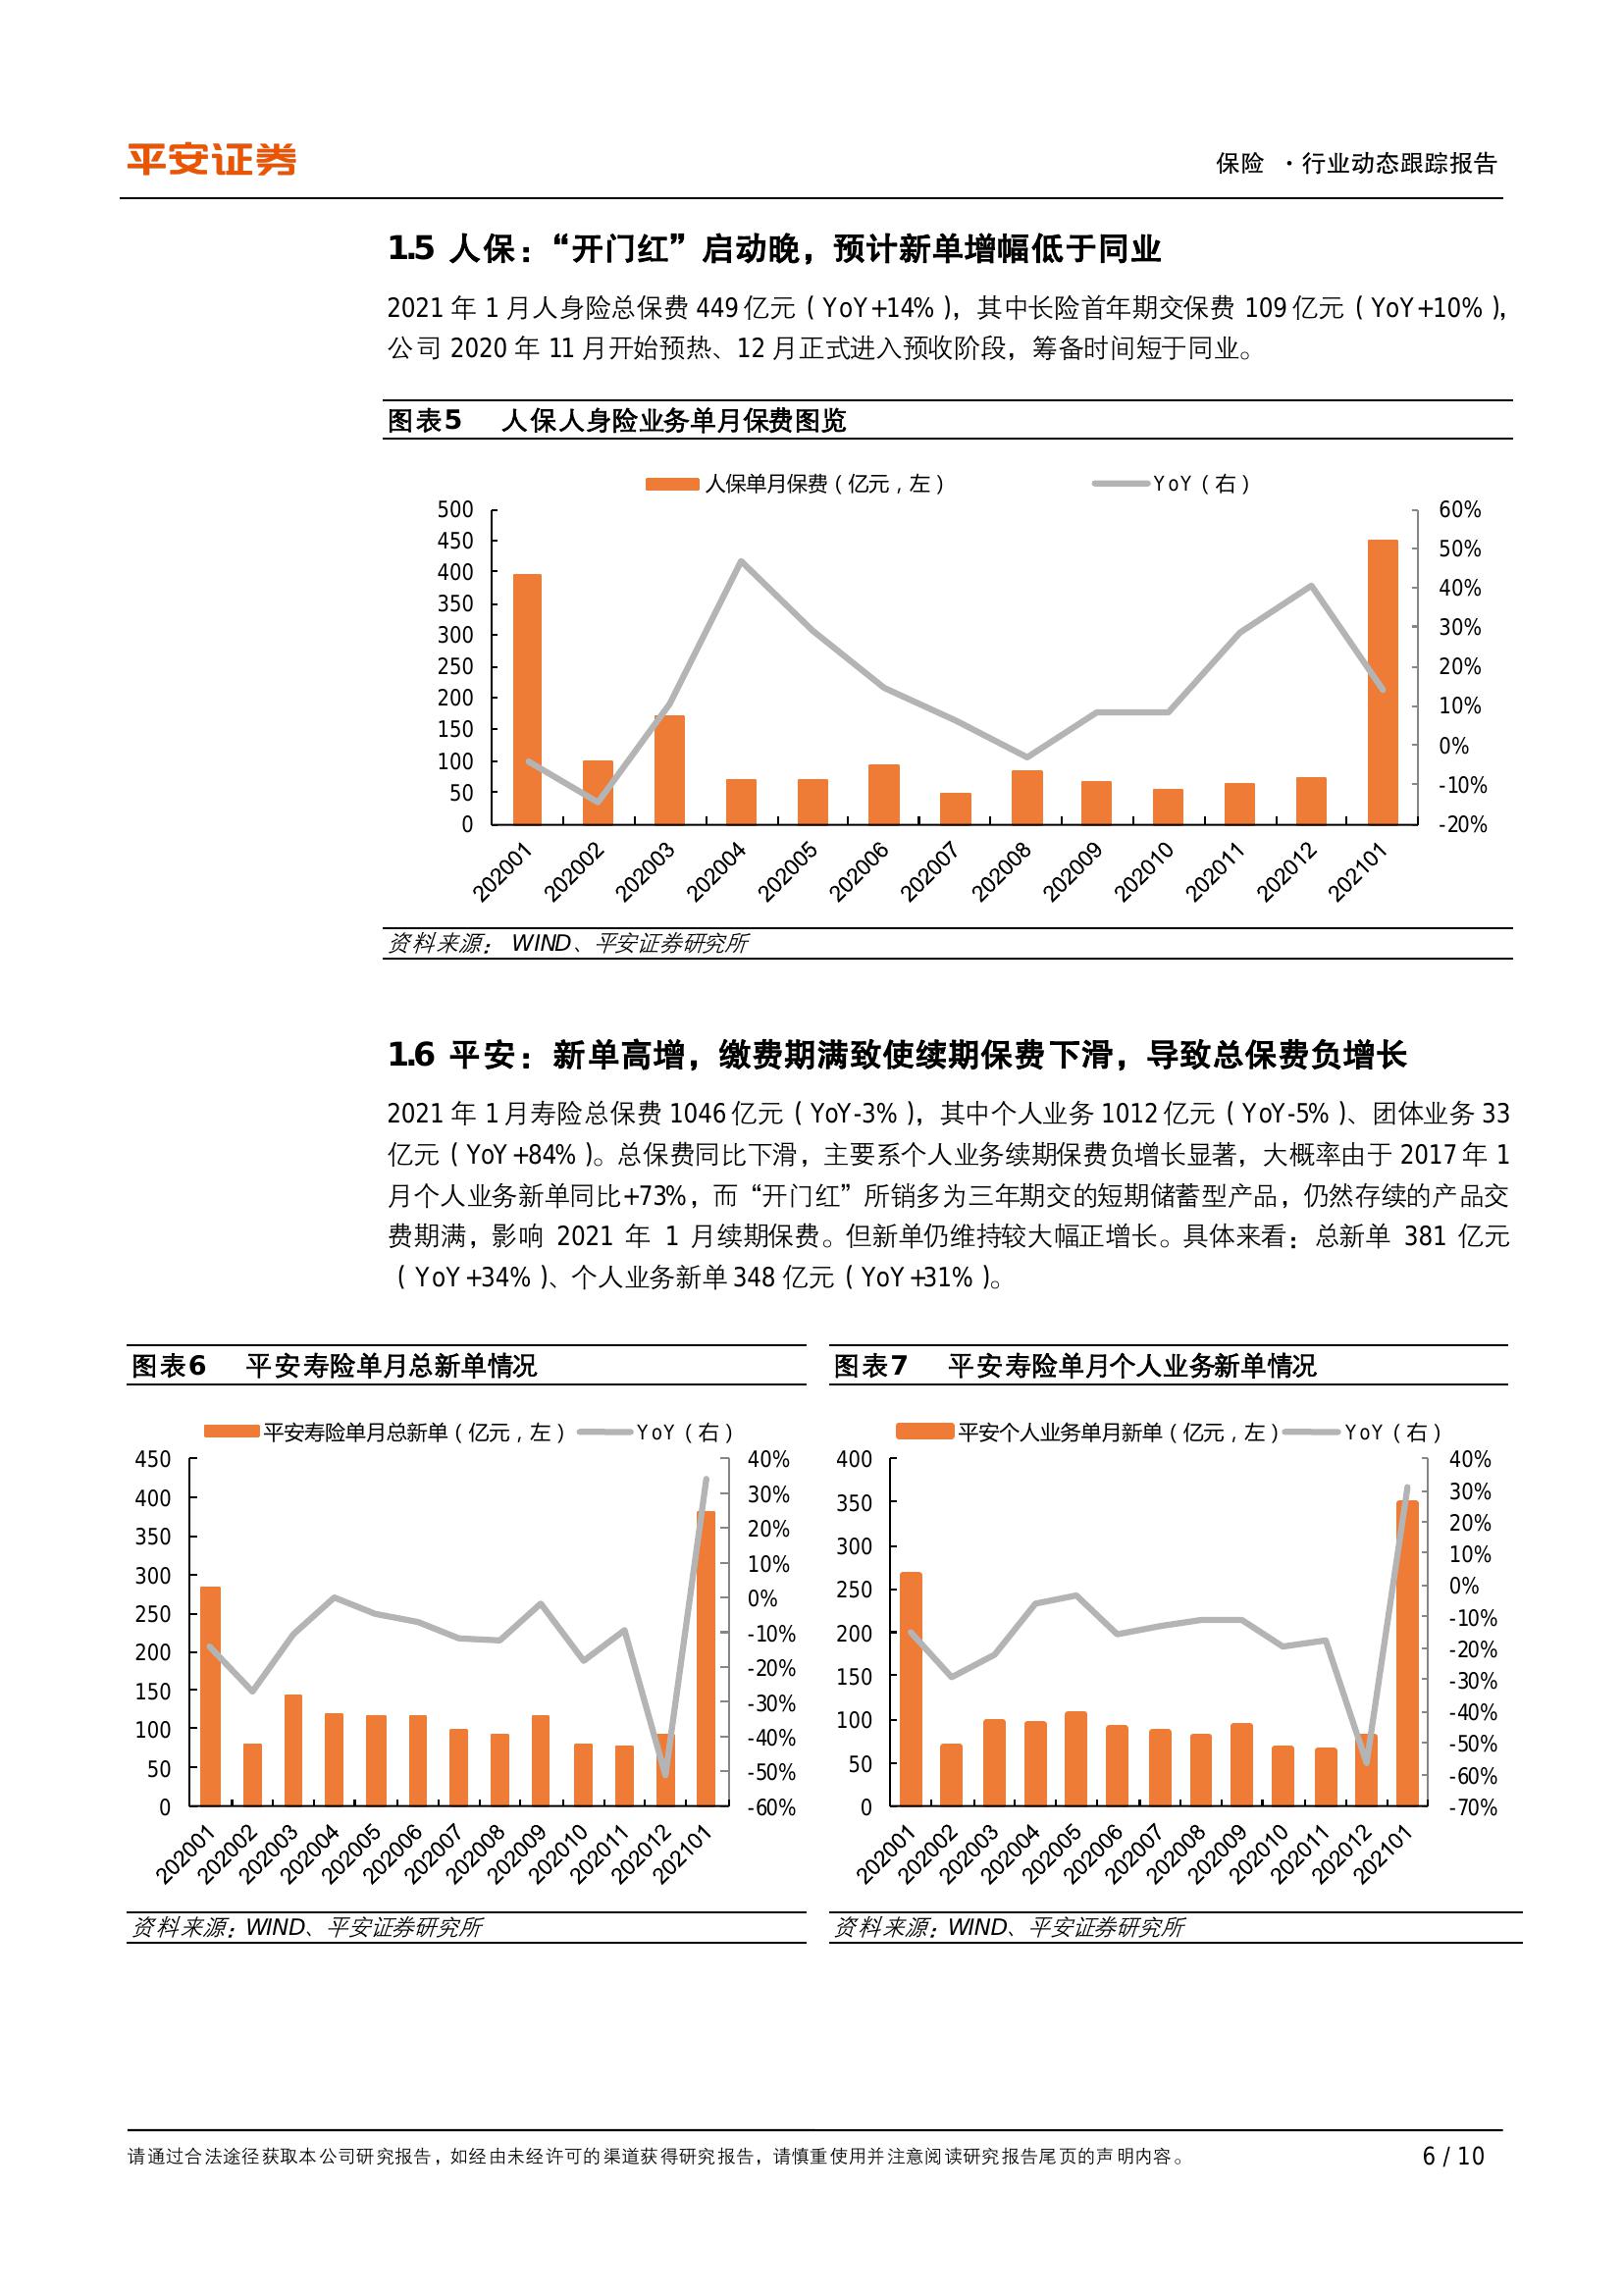 平安证券
保险 ·行业动态跟踪报告
1.5 人保：“开门红”启动晚，预计新单增幅低于同业
2021 年 1 月人身险总保费 449 亿元（YoY+14%），其中长险首年期交保费 109 亿元（YoY+10%），
公司 2020 年 11 月开始预热、12 月正式进入预收阶段，筹备时间短于同业。
图表5 人保人身险业务单月保费图览
人保单月保费（亿元，左） YoY（右）
500 60%
450 50%
400 40%
350 30%
300 20%
250 10%
200 0%
150 -10%
100 -20%
50
0
202001 202002 202003 202004 202005 202006 202007 202008 202009 202010 202011 202012 202101
资料来源： WIND、平安证券研究所
1.6 平安：新单高增，缴费期满致使续期保费下滑，导致总保费负增长
2021 年 1 月寿险总保费 1046 亿元（YoY-3%），其中个人业务 1012 亿元（YoY-5%）、团体业务 33
亿元（YoY+84%）。总保费同比下滑，主要系个人业务续期保费负增长显著，大概率由于 2017 年 1
月个人业务新单同比+73%，而“开门红”所销多为三年期交的短期储蓄型产品，仍然存续的产品交
费期满，影响 2021 年 1 月续期保费。但新单仍维持较大幅正增长。具体来看：总新单 381 亿元
（YoY+34%）、个人业务新单 348 亿元（YoY+31%）。
图表6 平安寿险单月总新单情况
平安寿险单月总新单（亿元，左） YoY（右）
450 40%
400 30%
350 20%
300 10%
250 0%
200 -10%
150 -20%
100 -30%
50 -40%
0 -50%
-60%
202001 202002 202003 202004 202005 202006 202007 202008 202009 202010 202011 202012 202101
资料来源：WIND、平安证券研究所
图表7 平安寿险单月个人业务新单情况
平安个人业务单月新单（亿元，左） YoY（右）
400 40%
350 30%
300 20%
250 10%
200 0%
150 -10%
100 -20%
50 -30%
0 -40%
-50%
-60%
-70%
202001 202002 202003 202004 202005 202006 202007 202008 202009 202010 202011 202012 202101
资料来源：WIND、平安证券研究所
请通过合法途径获取本公司研究报告，如经由未经许可的渠道获得研究报告，请慎重使用并注意阅读研究报告尾页的声明内容。
6 / 10